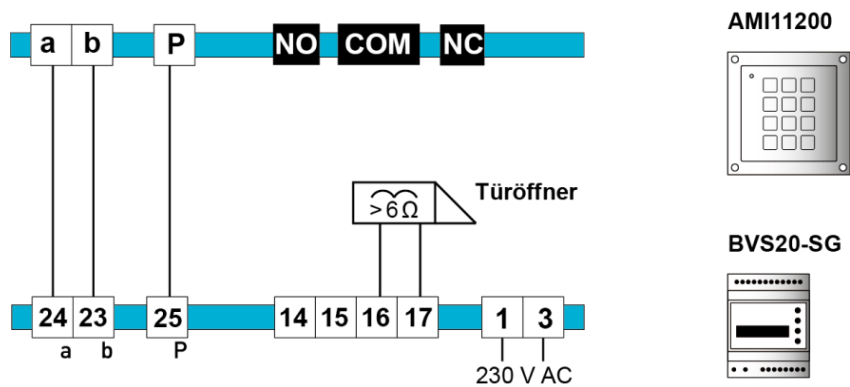 AMI11200
a b P NO COM NC
>6Ω Türöffner
BVS20-SG
24 23 25 14 15 16 17 1 3
a b P
230 V AC